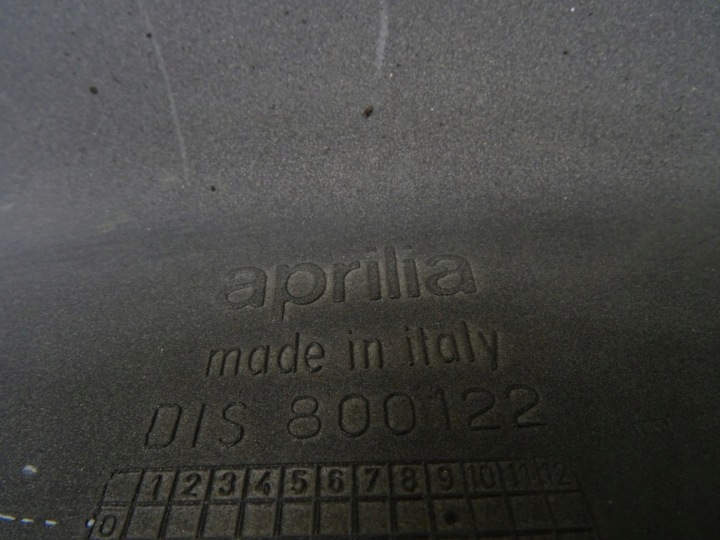 aprilia
made in italy
DIS 800122
1 2 3 4 5 6 7 8 9 10 11 12
0